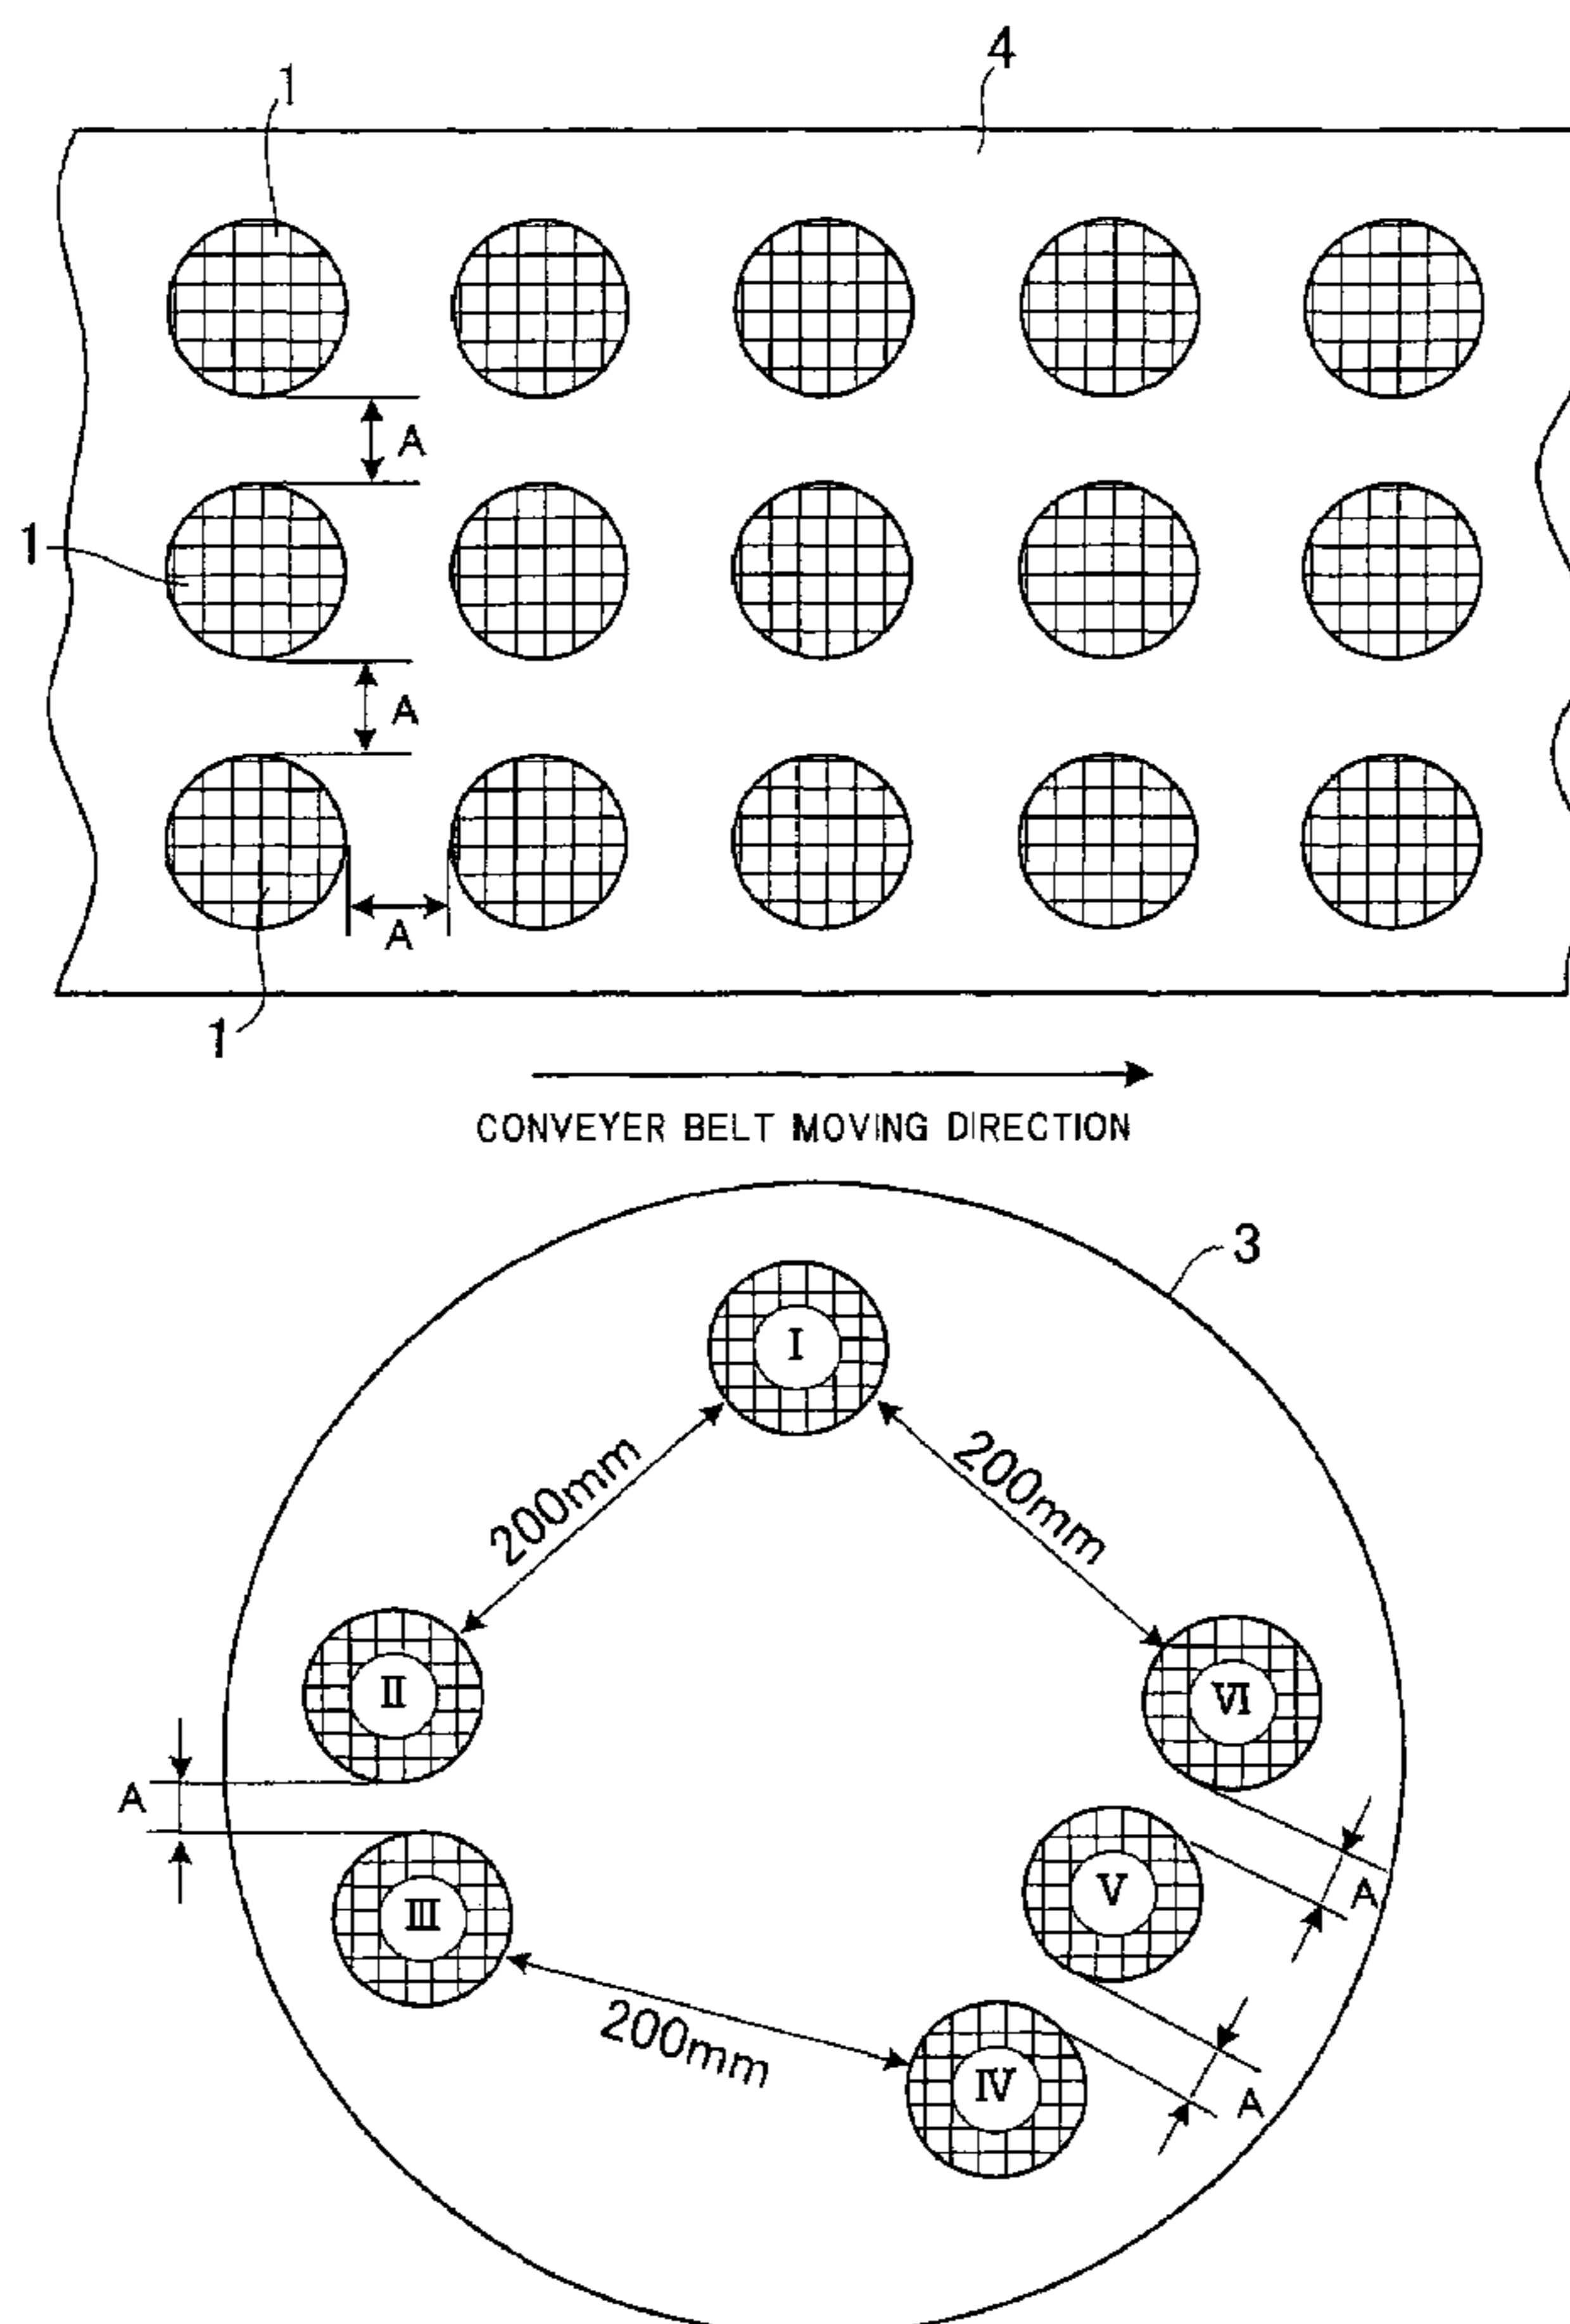 4
1
A
1
A
A
1
CONVEYER BELT MOVING DIRECTION
3
I
200mm
200mm
II
VI
A
V
A
III
200mm
IV
A